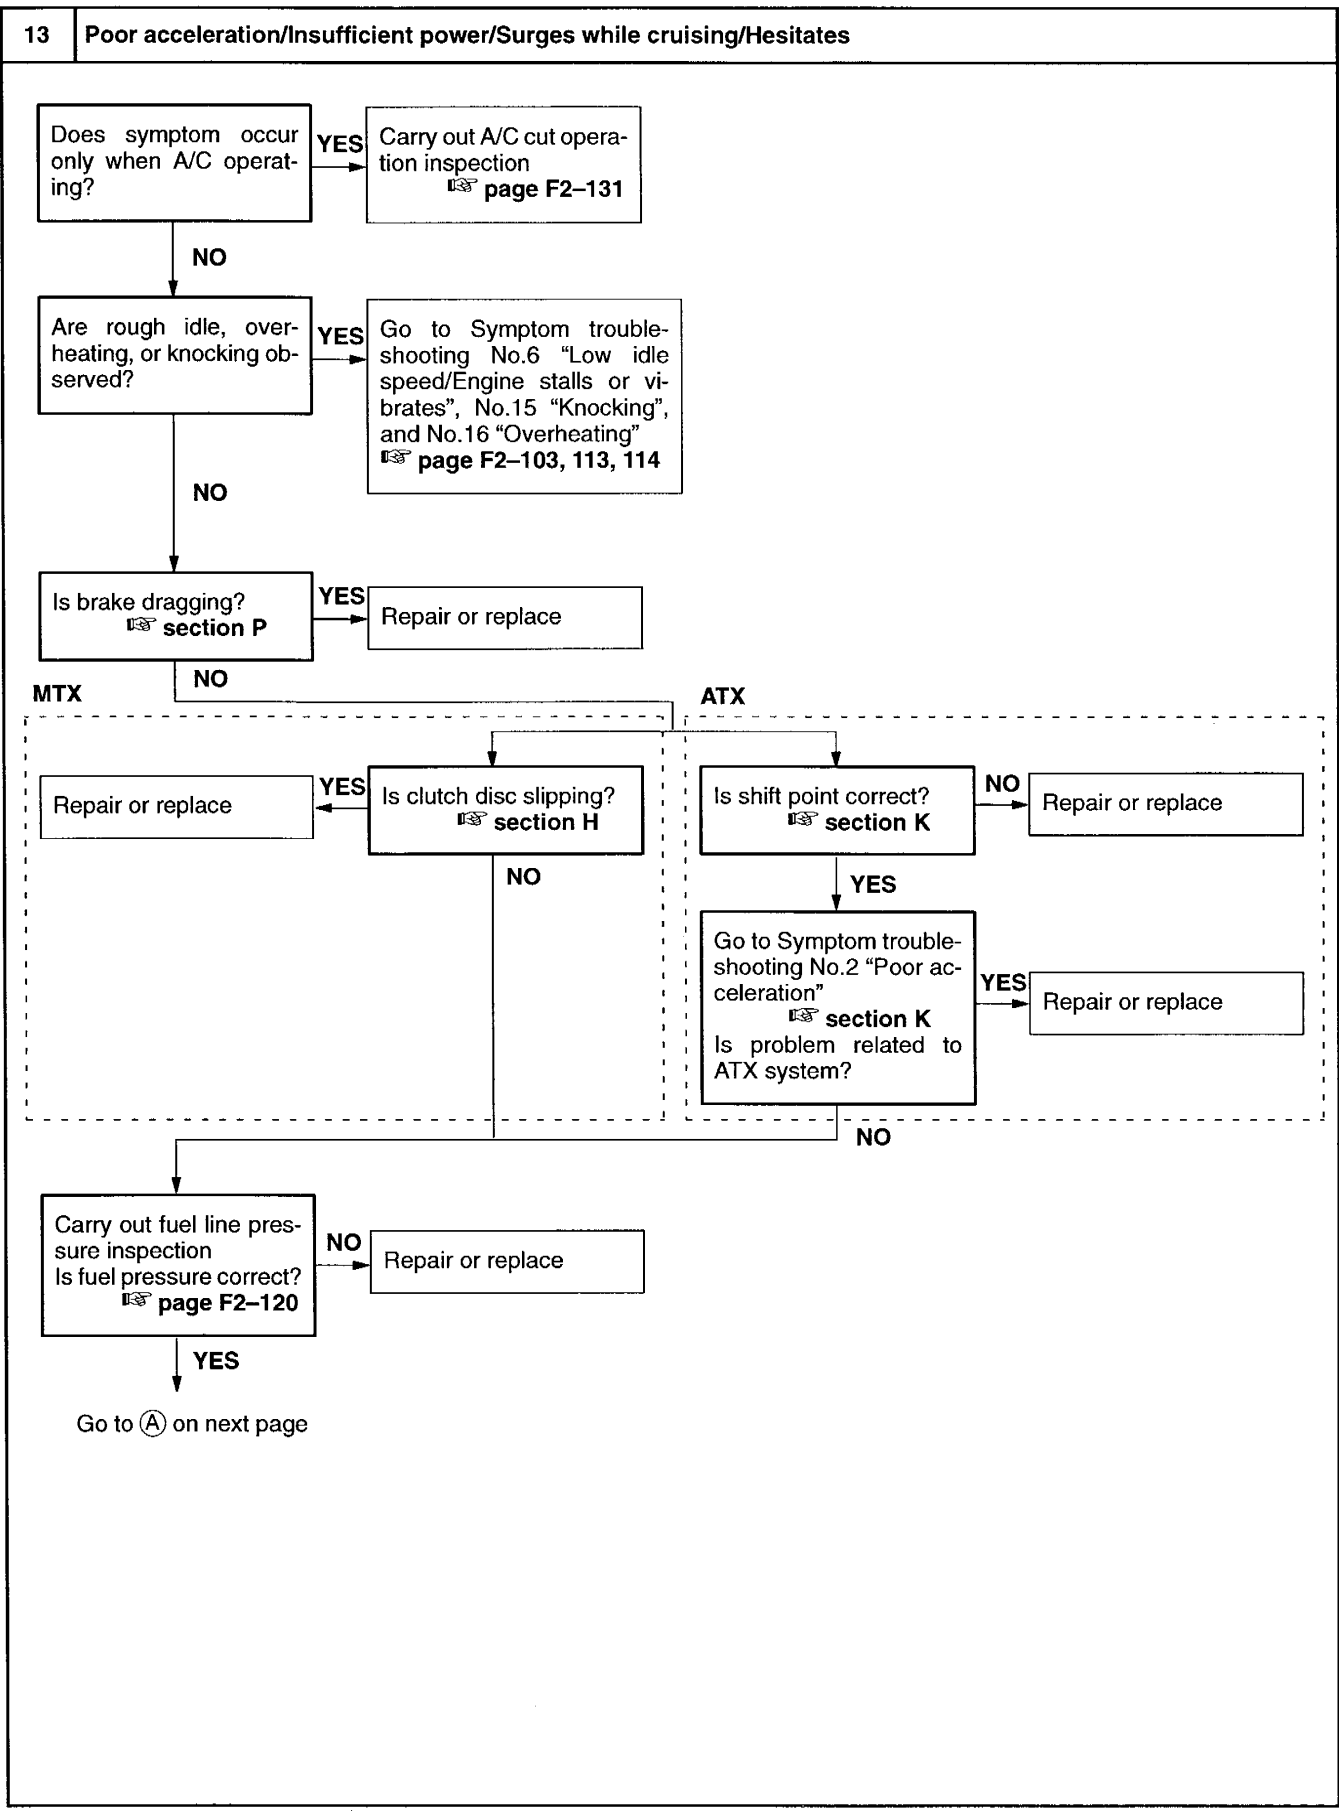 13 Poor acceleration/Insufficient power/Surges while cruising/Hesitates
Does symptom occur
only when A/C operat-
ing?
YES
Carry out A/C cut opera-
tion inspection
☞ page F2–131
NO
Are rough idle, over-
heating, or knocking ob-
served?
YES
Go to Symptom trouble-
shooting No.6 “Low idle
speed/Engine stalls or vi-
brates”, No.15 “Knocking”,
and No.16 “Overheating”
☞ page F2–103, 113, 114
NO
Is brake dragging?
☞ section P
YES
Repair or replace
NO
MTX
ATX
Repair or replace
YES
Is clutch disc slipping?
☞ section H
NO
Is shift point correct?
☞ section K
NO
Repair or replace
YES
Go to Symptom trouble-
shooting No.2 “Poor ac-
celeration”
☞ section K
Is problem related to
ATX system?
YES
Repair or replace
NO
Carry out fuel line pres-
sure inspection
Is fuel pressure correct?
☞ page F2–120
NO
Repair or replace
YES
Go to Ⓐ on next page